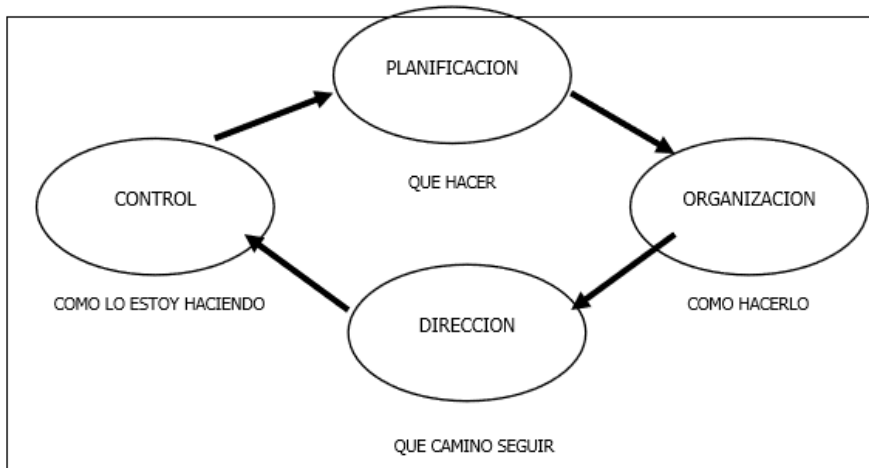 PLANIFICACION
QUE HACER
CONTROL
ORGANIZACION
COMO LO ESTOY HACIENDO
COMO HACERLO
DIRECCION
QUE CAMINO SEGUIR